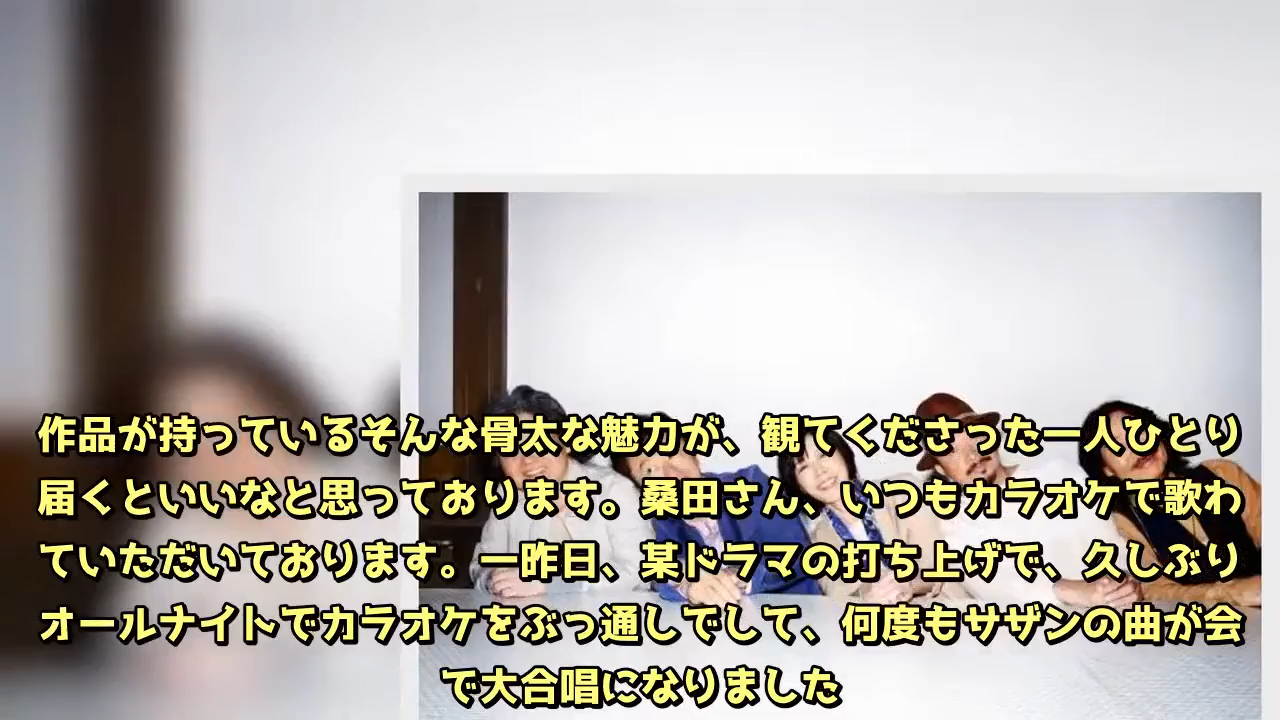 作品が持っているそんな骨太な魅力が、観てくださった一人ひとり
届くといいなと思っております。桑田さん、いつもカラオケで歌わ
ていただいております。一昨日、某ドラマの打ち上げで、久しぶり
オールナイトでカラオケをぶっ通しでして、何度もサザンの曲が会
で大合唱になりました